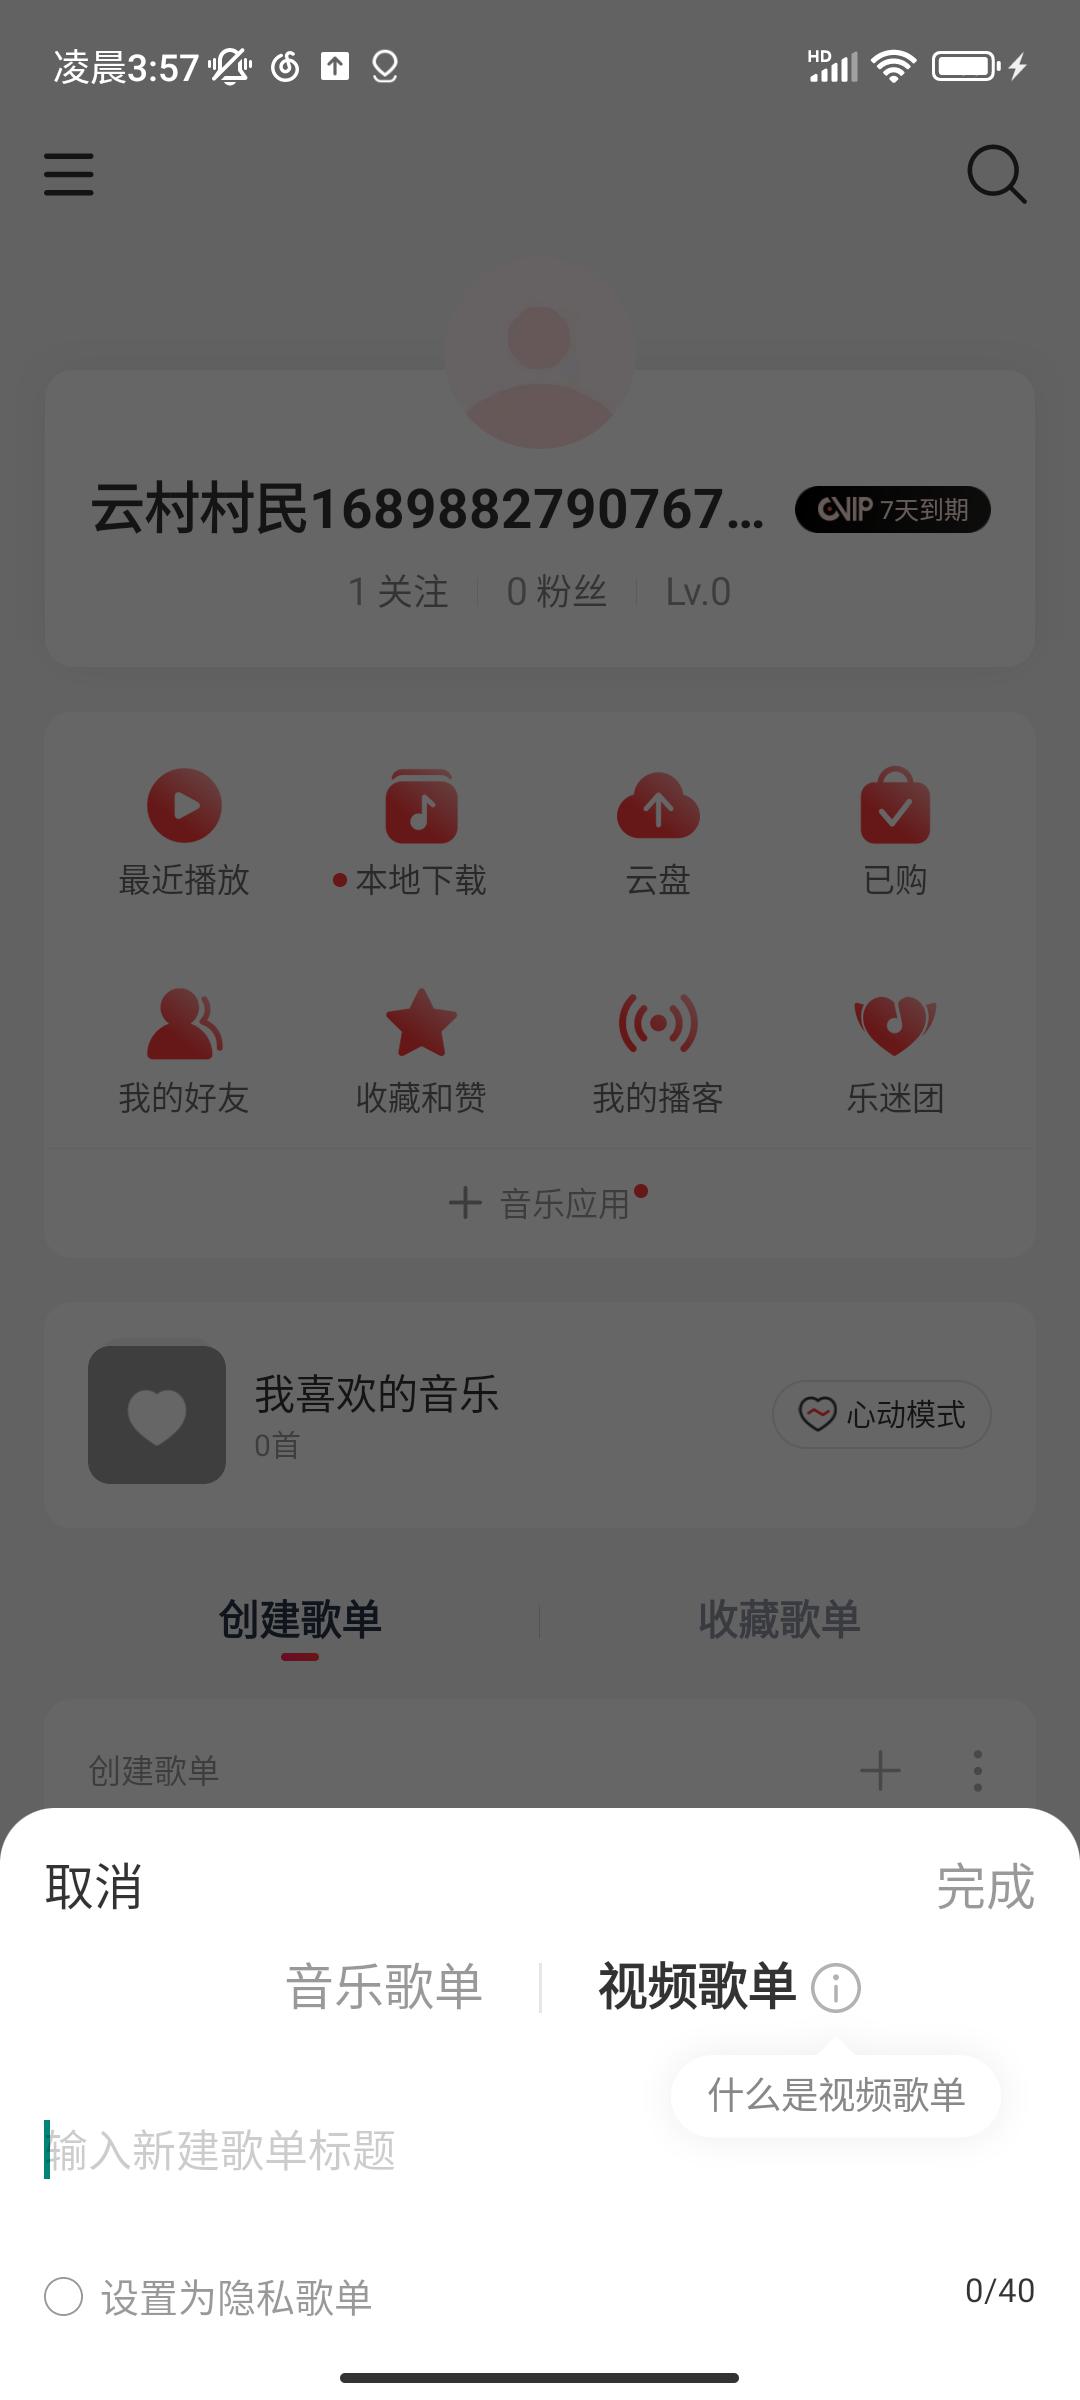 凌晨3:57 HD
云村村民1689882790767... VIP 7天到期
1 关注 0 粉丝 Lv.0
最近播放 本地下载 云盘 已购
我的好友 收藏和赞 我的播客 乐迷团
音乐应用
我喜欢的音乐
0首
心动模式
创建歌单 收藏歌单
创建歌单
取消 完成
音乐歌单 视频歌单
什么是视频歌单
输入新建歌单标题
设置为隐私歌单 0/40